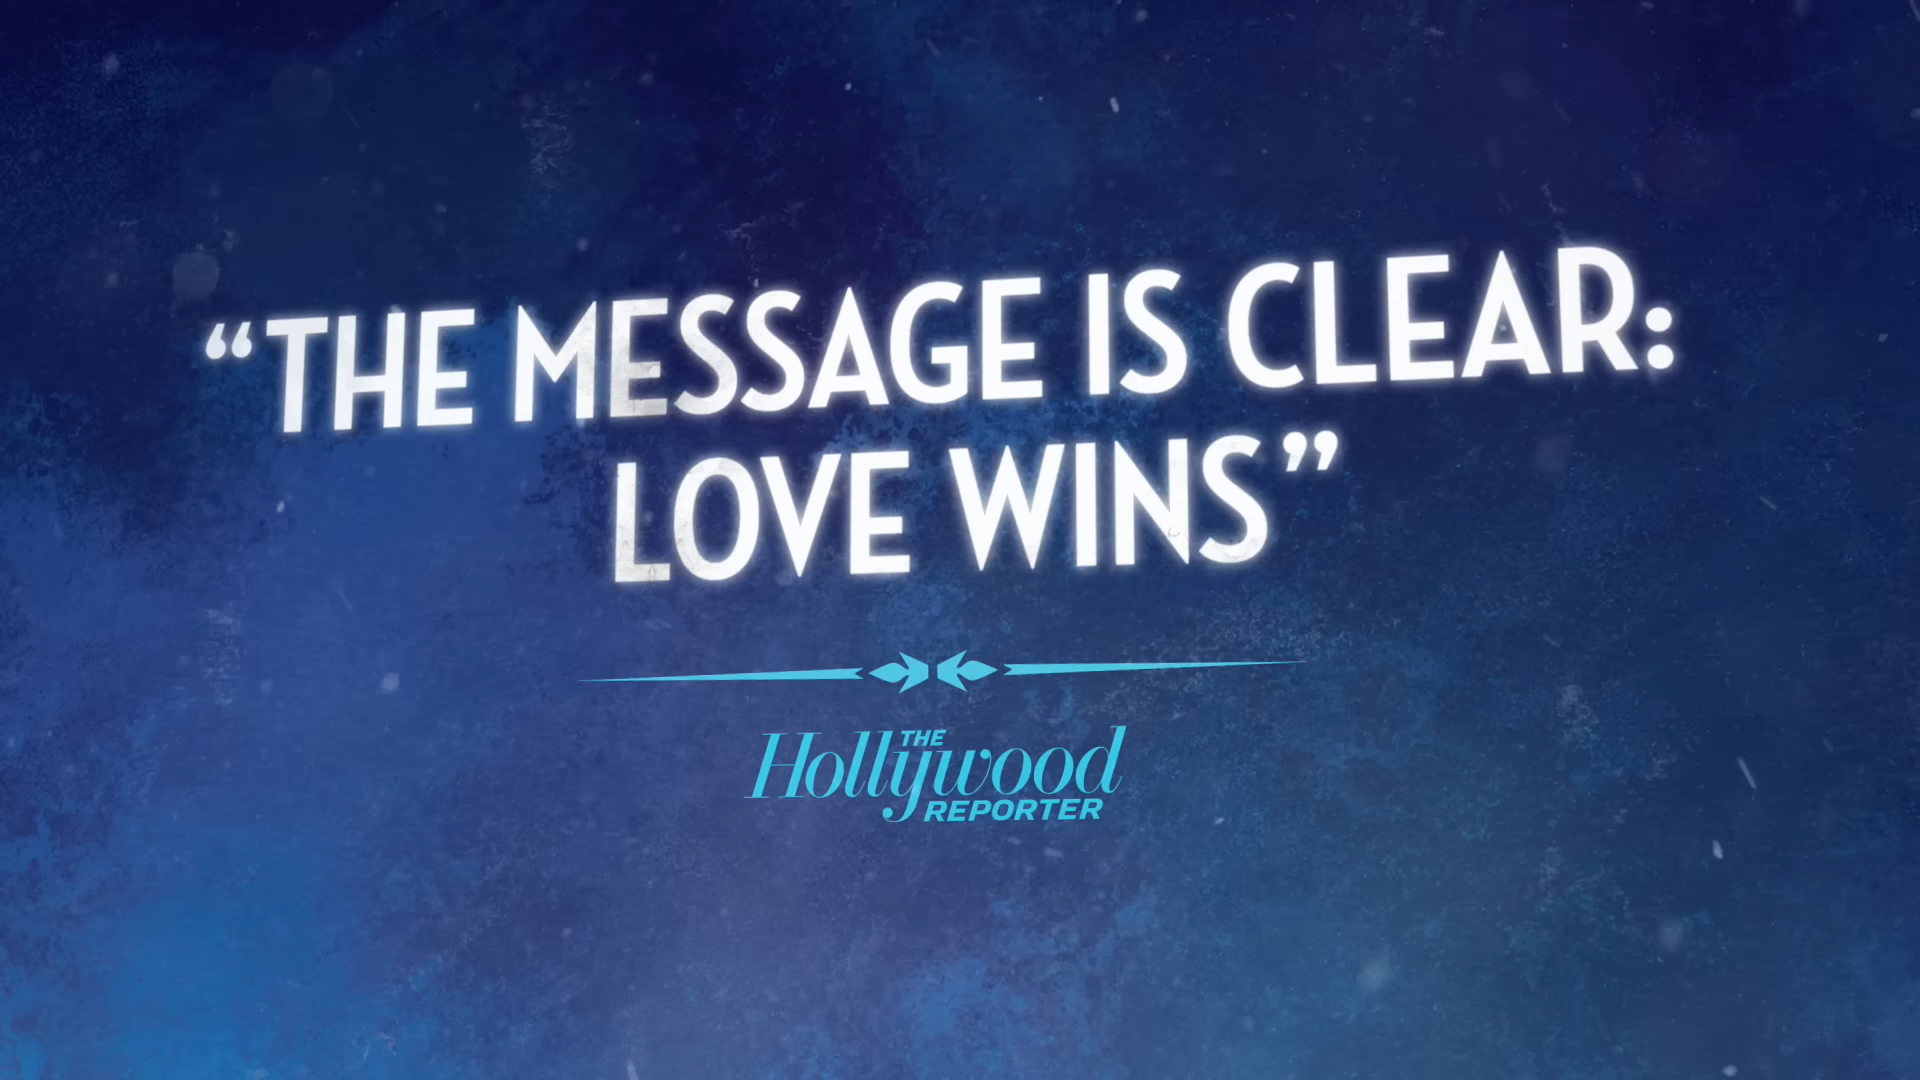 “THE MESSAGE IS CLEAR:
LOVE WINS”
THE
Hollywood
REPORTER